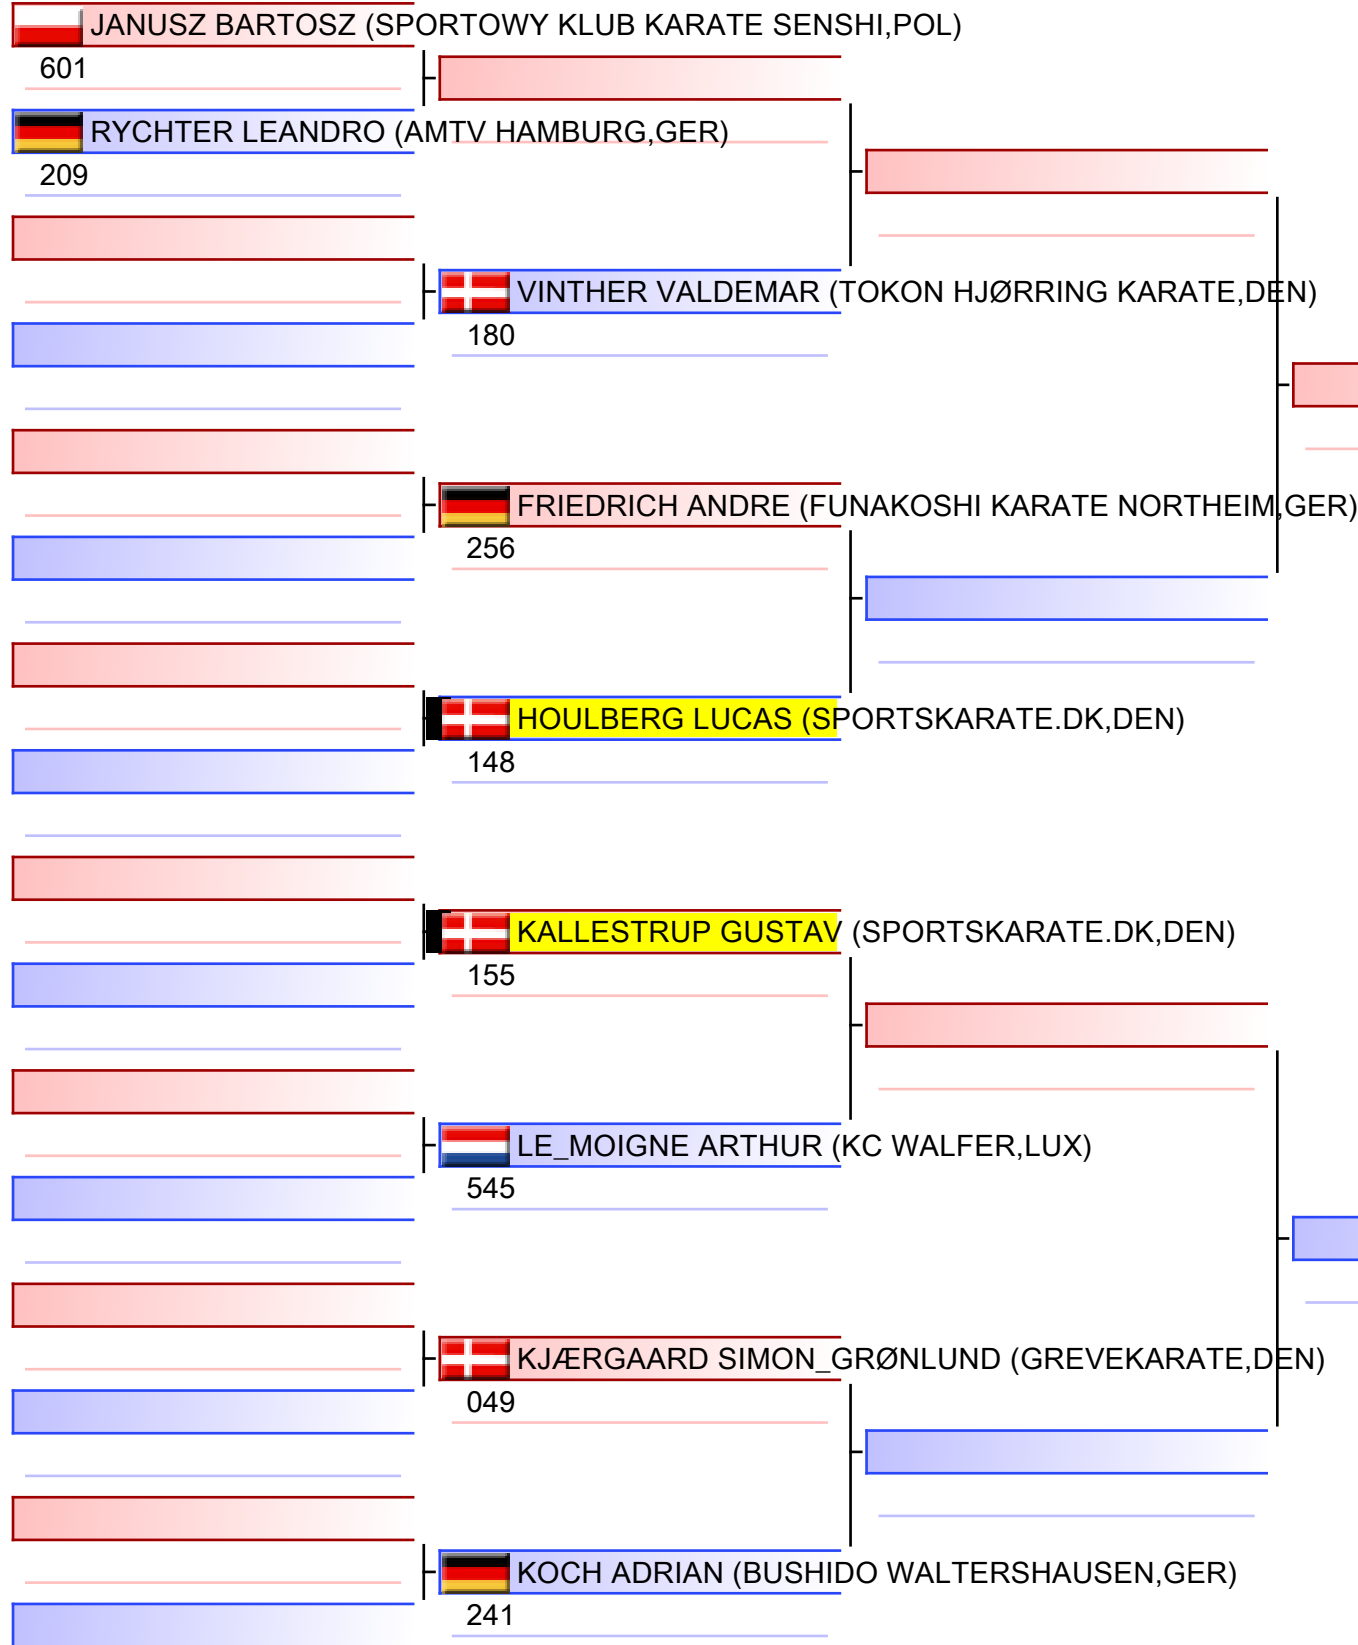 JANUSZ BARTOSZ (SPORTOWY KLUB KARATE SENSHI,POL)
601
RYCHTER LEANDRO (AMTV HAMBURG,GER)
209
VINTHER VALDEMAR (TOKON HJØRRING KARATE,DEN)
180
FRIEDRICH ANDRE (FUNAKOSHI KARATE NORTHEIM,GER)
256
HOULBERG LUCAS (SPORTSKARATE.DK,DEN)
148
KALLESTRUP GUSTAV (SPORTSKARATE.DK,DEN)
155
LE_MOIGNE ARTHUR (KC WALFER,LUX)
545
KJÆRGAARD SIMON_GRØNLUND (GREVEKARATE,DEN)
049
KOCH ADRIAN (BUSHIDO WALTERSHAUSEN,GER)
241